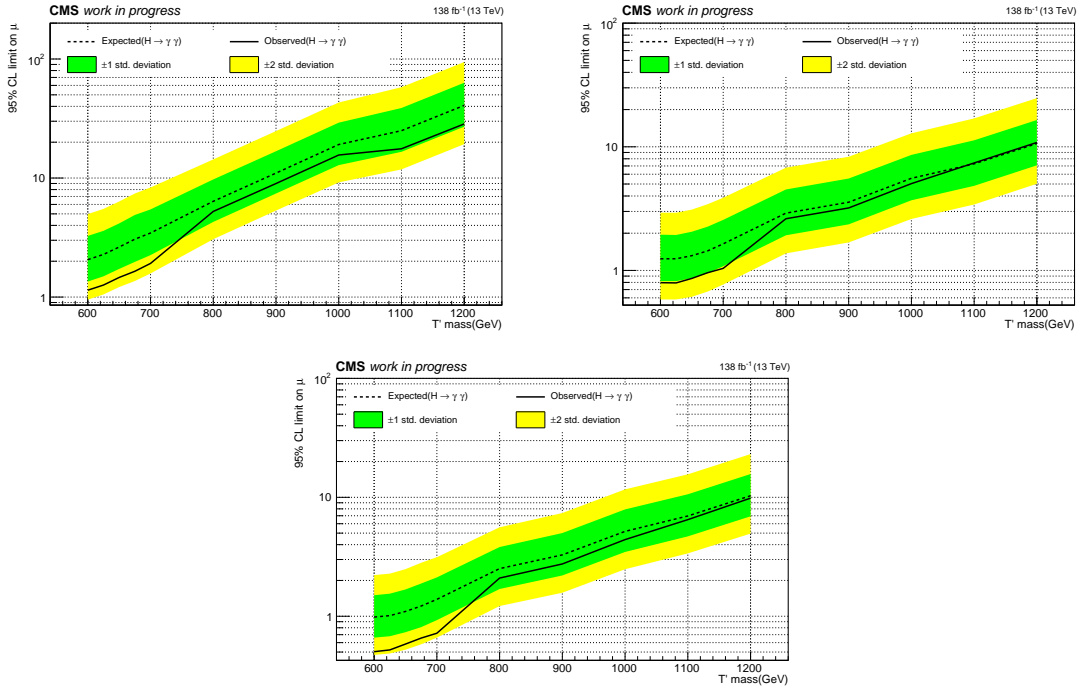 CMS work in progress 138 fb-1 (13 TeV)
95% CL limit on μ
Expected(H → γ γ) Observed(H → γ γ)
±1 std. deviation ±2 std. deviation
10²
10
1
600 700 800 900 1000 1100 1200
T' mass(GeV)
CMS work in progress 138 fb-1 (13 TeV)
95% CL limit on μ
Expected(H → γ γ) Observed(H → γ γ)
±1 std. deviation ±2 std. deviation
10²
10
1
600 700 800 900 1000 1100 1200
T' mass(GeV)
CMS work in progress 138 fb-1 (13 TeV)
95% CL limit on μ
Expected(H → γ γ) Observed(H → γ γ)
±1 std. deviation ±2 std. deviation
10²
10
1
600 700 800 900 1000 1100 1200
T' mass(GeV)